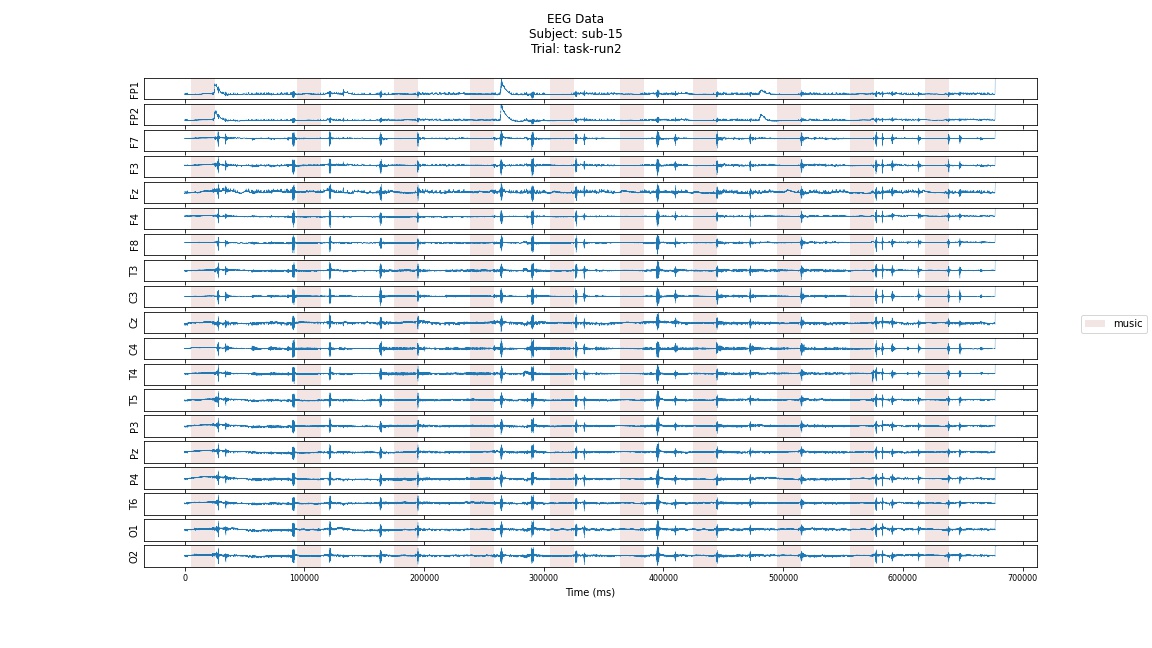 EEG Data
Subject: sub-15
Trial: task-run2
FP1
FP2
F7
F3
Fz
F4
F8
T3
C3
Cz
C4
T4
T5
P3
Pz
P4
T6
O1
O2
music
0 100000 200000 300000 400000 500000 600000 700000
Time (ms)